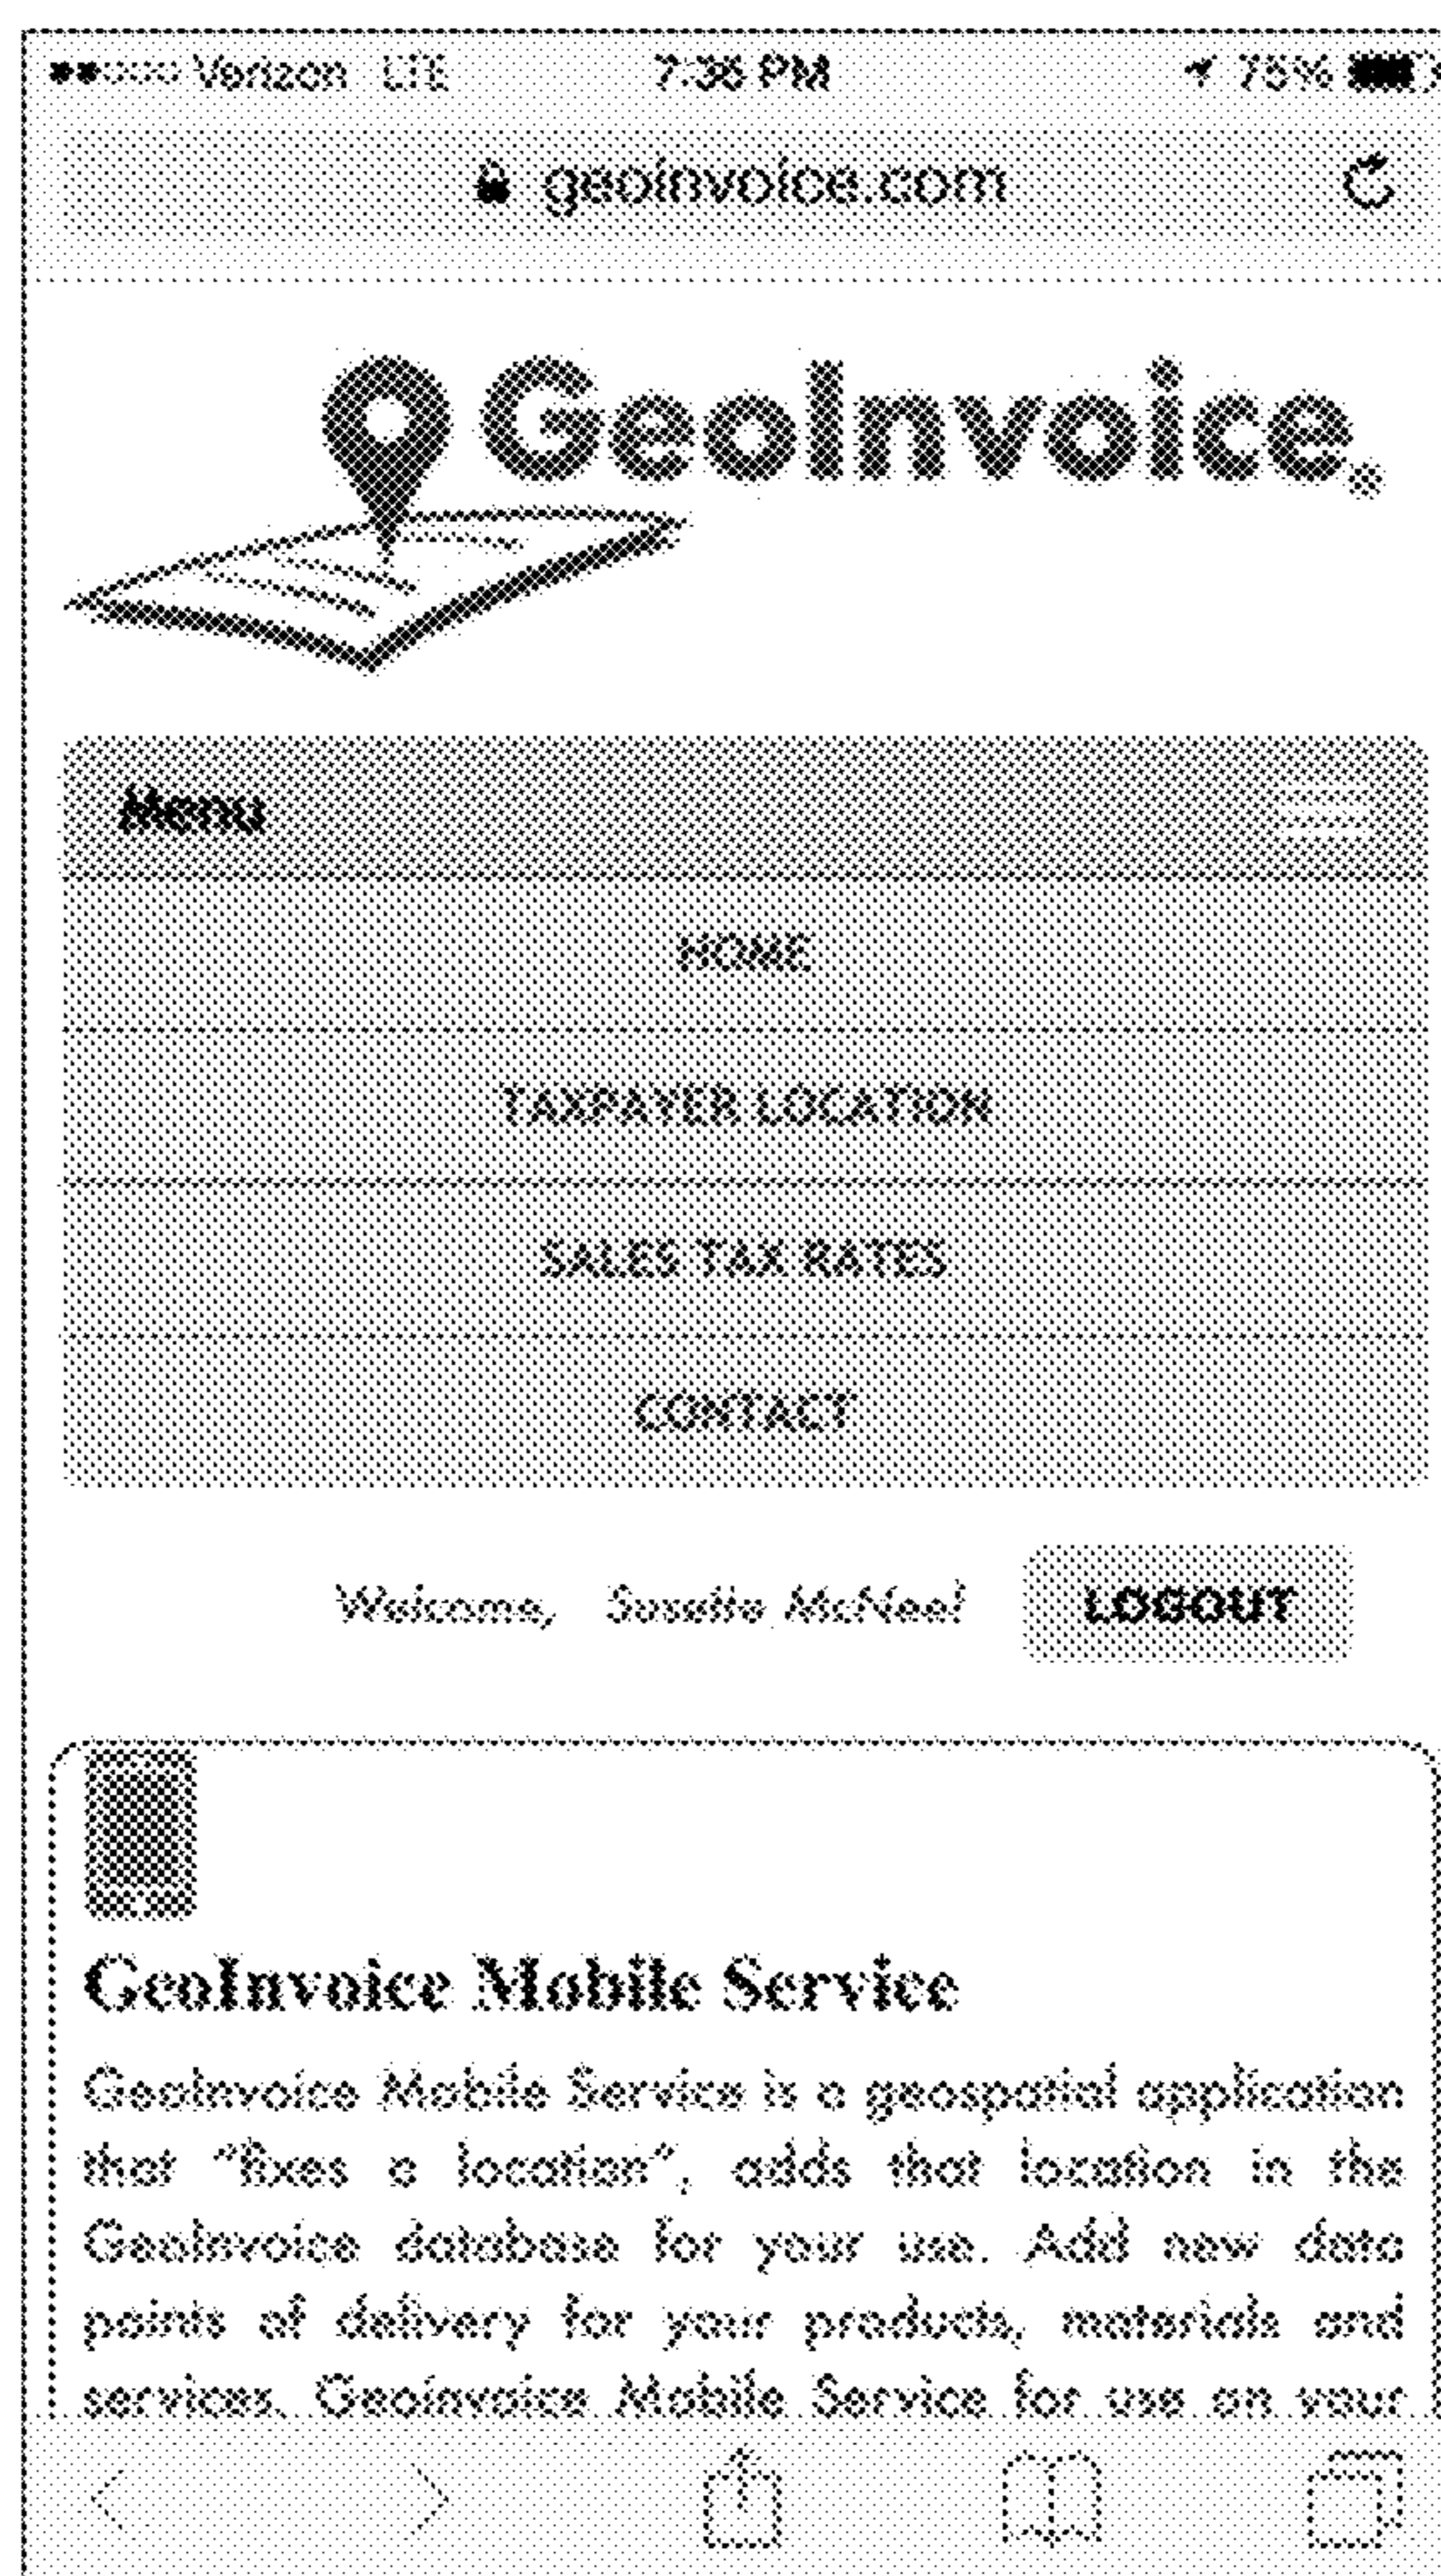 Verizon LTE 7:36 PM 75%
geoinvoice.com
GeoInvoice
Menu
HOME
TAXPAYER LOCATION
SALES TAX RATES
CONTACT
Welcome, Susette McNeel LOGOUT
GeoInvoice Mobile Service
GeoInvoice Mobile Service is a geospatial application
that "fixes a location", adds that location in the
GeoInvoice database for your use. Add new data
points of delivery for your products, materials and
services. GeoInvoice Mobile Service for use on your